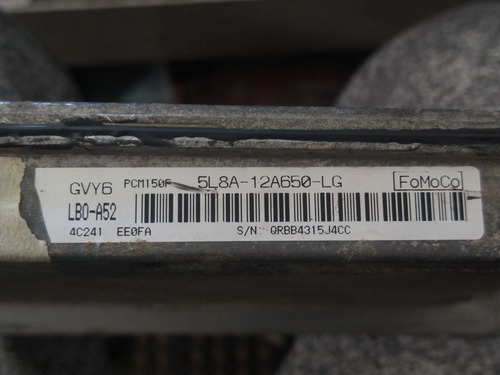 GVY6 PCM150F 5L8A-12A650-LG FoMoCo
LB0-A52
4C241 EE0FA S/N: QRBB4315J4CC